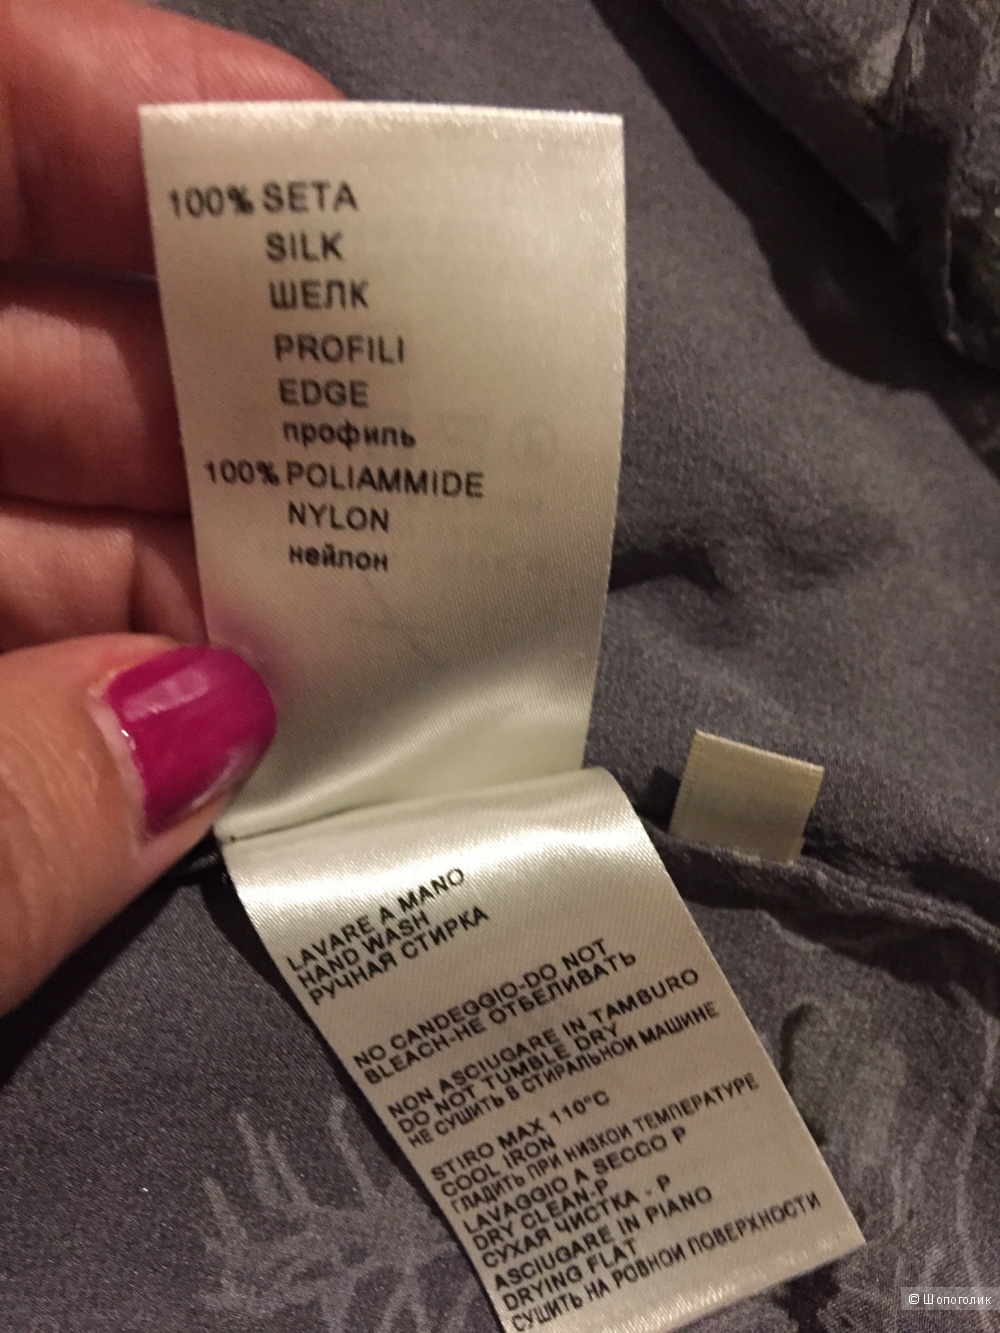 100% SETA
SILK
ШЕЛК
PROFILI
EDGE
профиль
100% POLIAMMIDE
NYLON
нейлон
LAVARE A MANO
HAND WASH
РУЧНАЯ СТИРКА
NO CANDEGGIO-DO NOT
BLEACH-НЕ ОТБЕЛИВАТЬ
NON ASCIUGARE IN TAMBURO
DO NOT TUMBLE DRY
НЕ СУШИТЬ В СТИРАЛЬНОЙ МАШИНЕ
STIRO MAX 110°C
COOL IRON
ГЛАДИТЬ ПРИ НИЗКОЙ ТЕМПЕРАТУРЕ
LAVAGGIO A SECCO P
DRY CLEAN-P
СУХАЯ ЧИСТКА - Р
ASCIUGARE IN PIANO
DRYING FLAT
СУШИТЬ НА РОВНОЙ ПОВЕРХНОСТИ
© Шопоголик